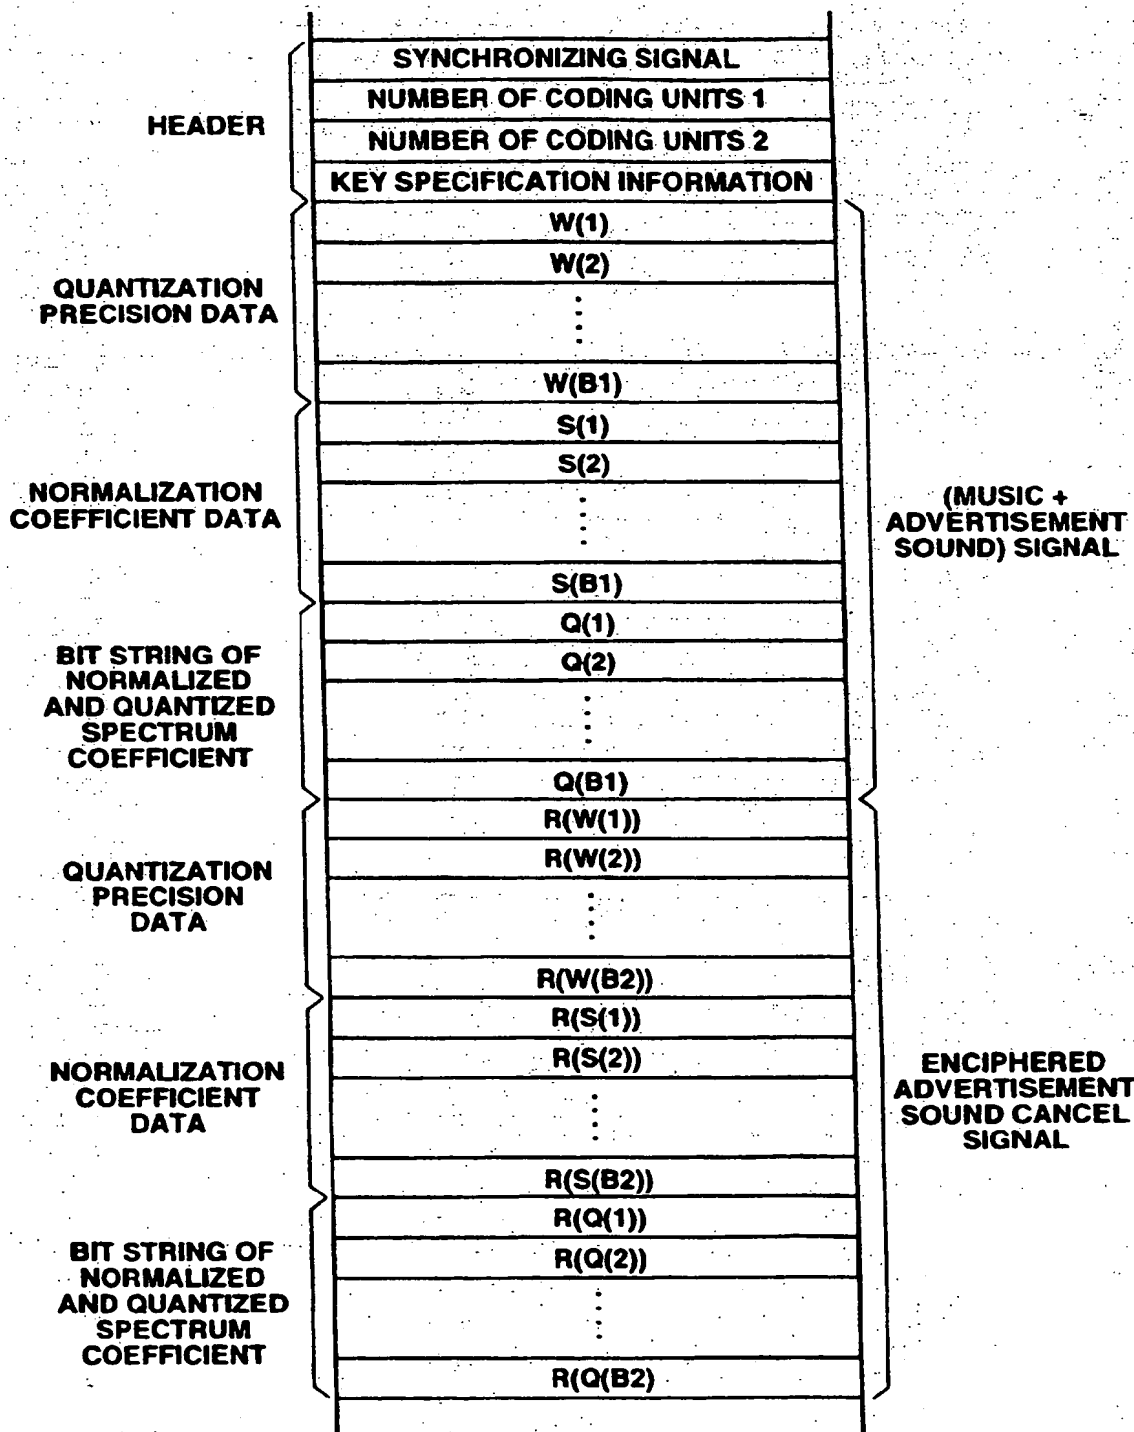 HEADER
SYNCHRONIZING SIGNAL
NUMBER OF CODING UNITS 1
NUMBER OF CODING UNITS 2
KEY SPECIFICATION INFORMATION
QUANTIZATION
PRECISION DATA
W(1)
W(2)
W(B1)
NORMALIZATION
COEFFICIENT DATA
S(1)
S(2)
S(B1)
BIT STRING OF
NORMALIZED
AND QUANTIZED
SPECTRUM
COEFFICIENT
Q(1)
Q(2)
Q(B1)
(MUSIC +
ADVERTISEMENT
SOUND) SIGNAL
QUANTIZATION
PRECISION
DATA
R(W(1))
R(W(2))
R(W(B2))
NORMALIZATION
COEFFICIENT
DATA
R(S(1))
R(S(2))
R(S(B2))
BIT STRING OF
NORMALIZED
AND QUANTIZED
SPECTRUM
COEFFICIENT
R(Q(1))
R(Q(2))
R(Q(B2)
ENCIPHERED
ADVERTISEMENT
SOUND CANCEL
SIGNAL